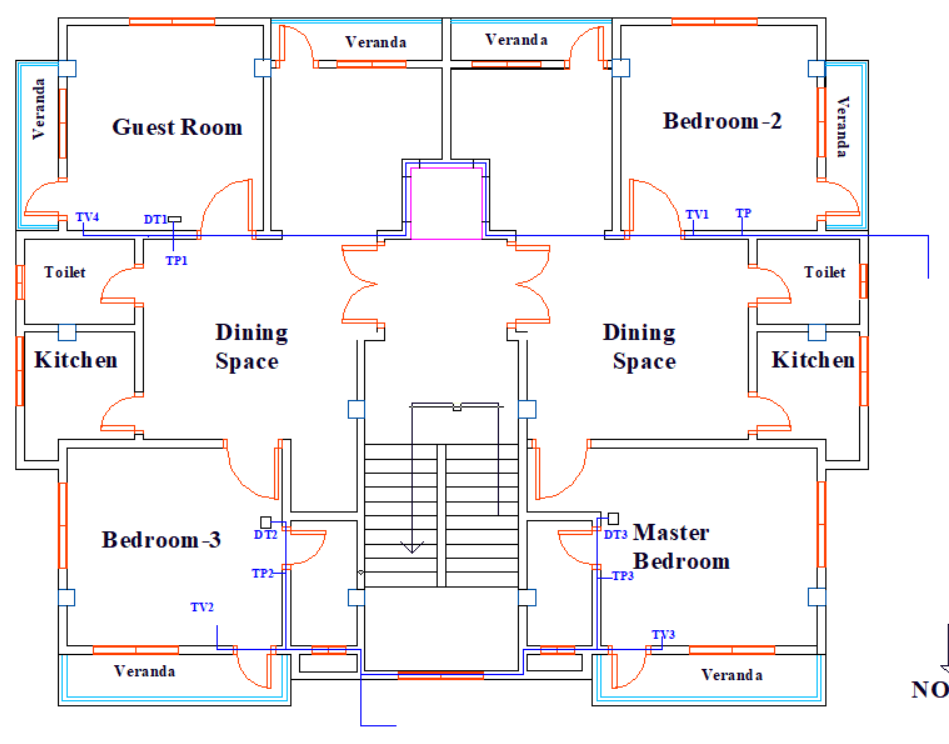 Veranda
Veranda
Veranda
Guest Room
Bedroom-2
Veranda
TV4
DT1
TV1
TP
TP1
Toilet
Toilet
Dining
Space
Dining
Space
Kitchen
Kitchen
Bedroom-3
DT2
DT3
Master
Bedroom
TP2
TP3
TV2
TV3
Veranda
Veranda
NO